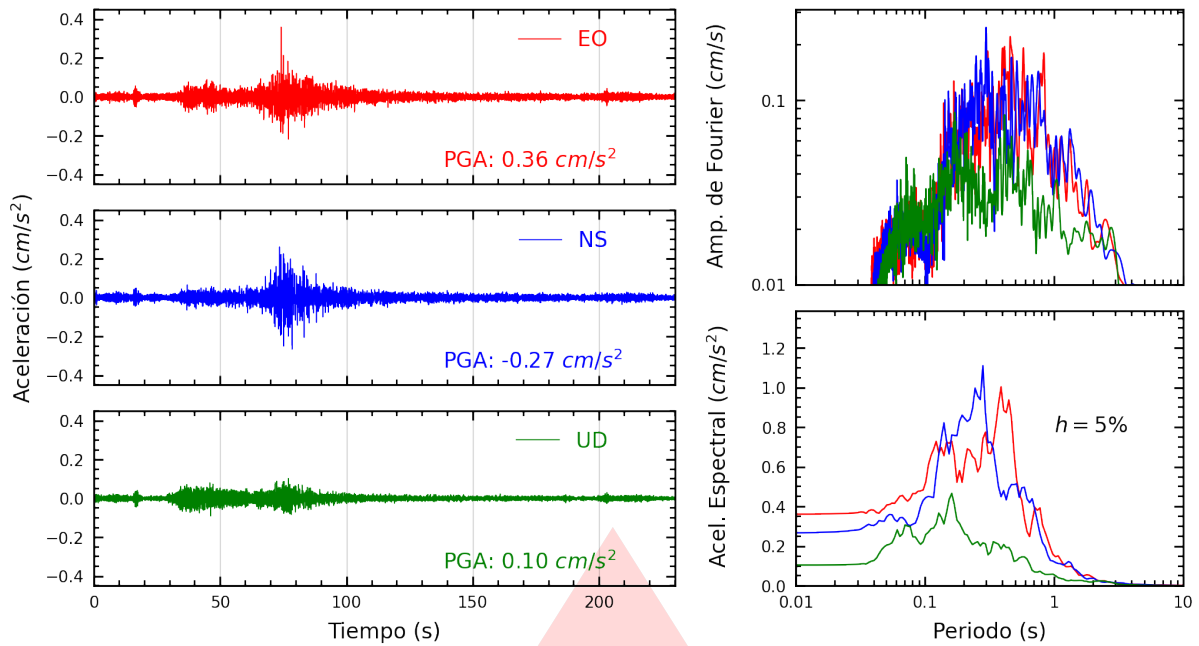 Aceleración (cm/s²)
0.4
0.2
0.0
−0.2
−0.4
EO
PGA: 0.36 cm/s²
0.4
0.2
0.0
−0.2
−0.4
NS
PGA: -0.27 cm/s²
0.4
0.2
0.0
−0.2
−0.4
UD
PGA: 0.10 cm/s²
0 50 100 150 200
Tiempo (s)
Amp. de Fourier (cm/s)
0.1
0.01
Acel. Espectral (cm/s²)
1.2
1.0
0.8
0.6
0.4
0.2
0.0
h = 5%
0.01 0.1 1 10
Periodo (s)